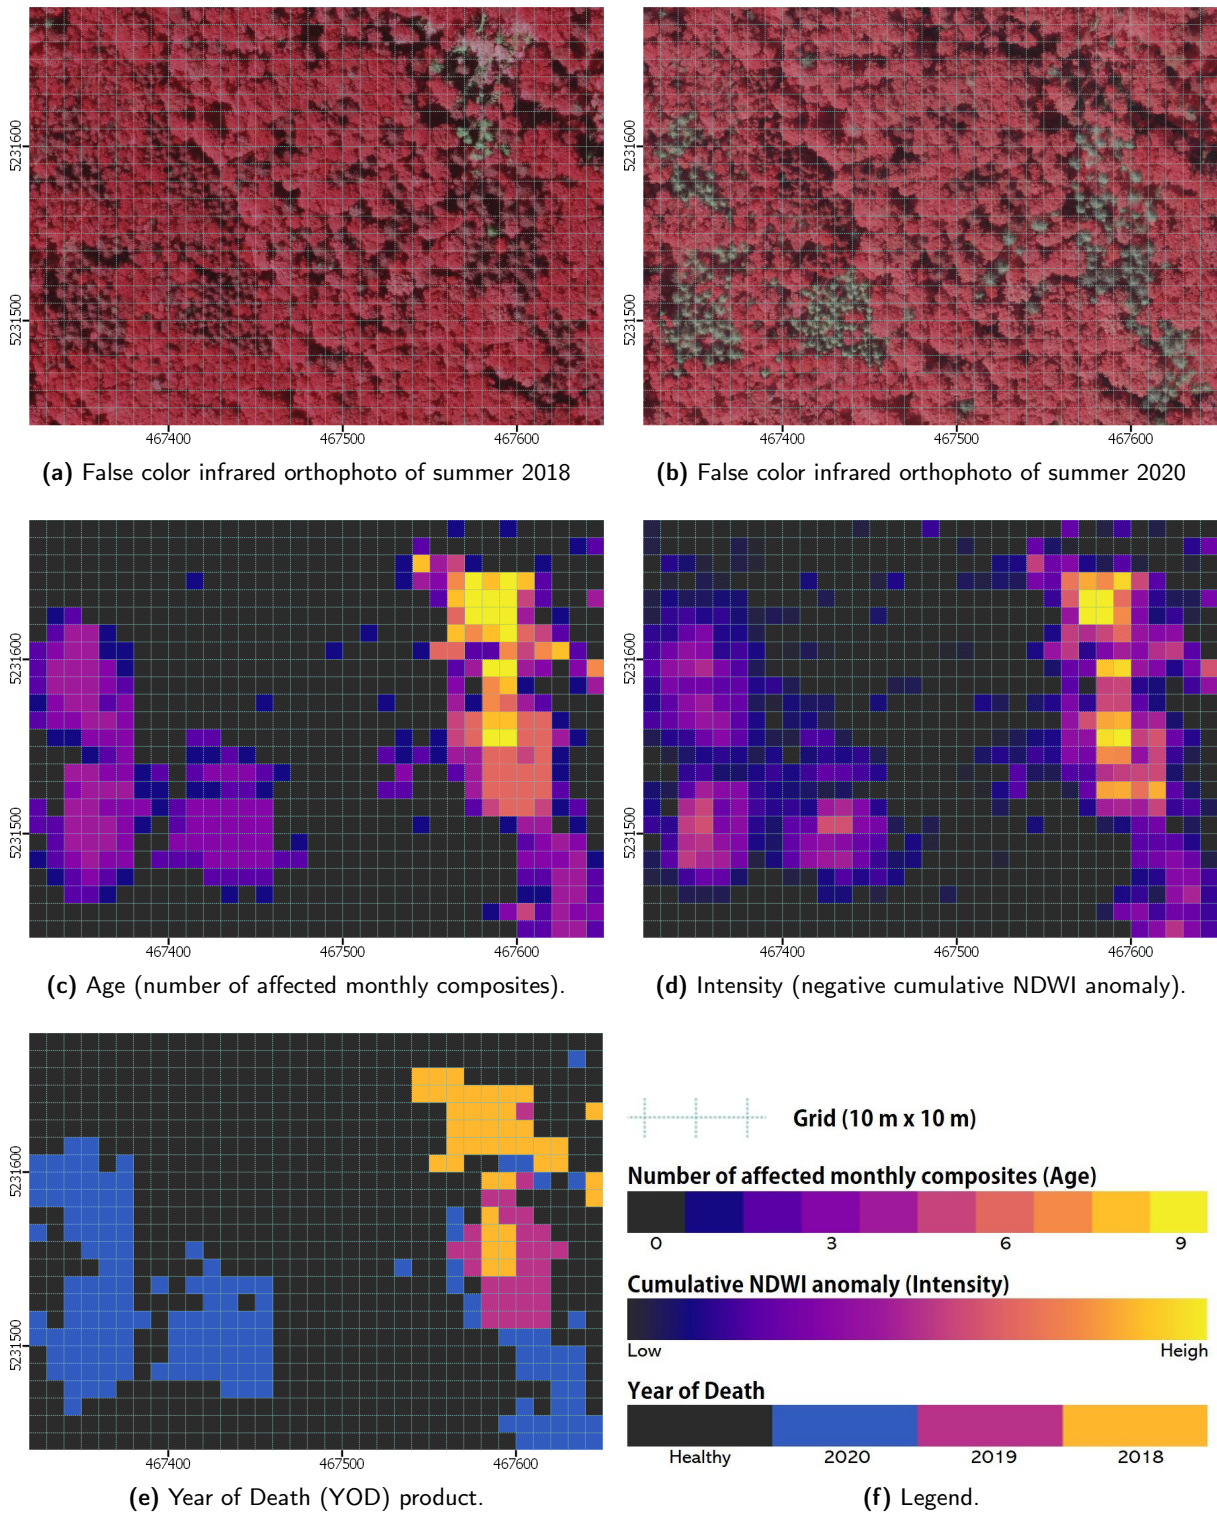 5231600
5231500
467400 467500 467600
5231600
5231500
467400 467500 467600
(a) False color infrared orthophoto of summer 2018
(b) False color infrared orthophoto of summer 2020
5231600
5231500
467400 467500 467600
5231600
5231500
467400 467500 467600
(c) Age (number of affected monthly composites).
(d) Intensity (negative cumulative NDWI anomaly).
5231600
5231500
467400 467500 467600
(e) Year of Death (YOD) product.
Grid (10 m x 10 m)
Number of affected monthly composites (Age)
0 3 6 9
Cumulative NDWI anomaly (Intensity)
Low Heigh
Year of Death
Healthy 2020 2019 2018
(f) Legend.